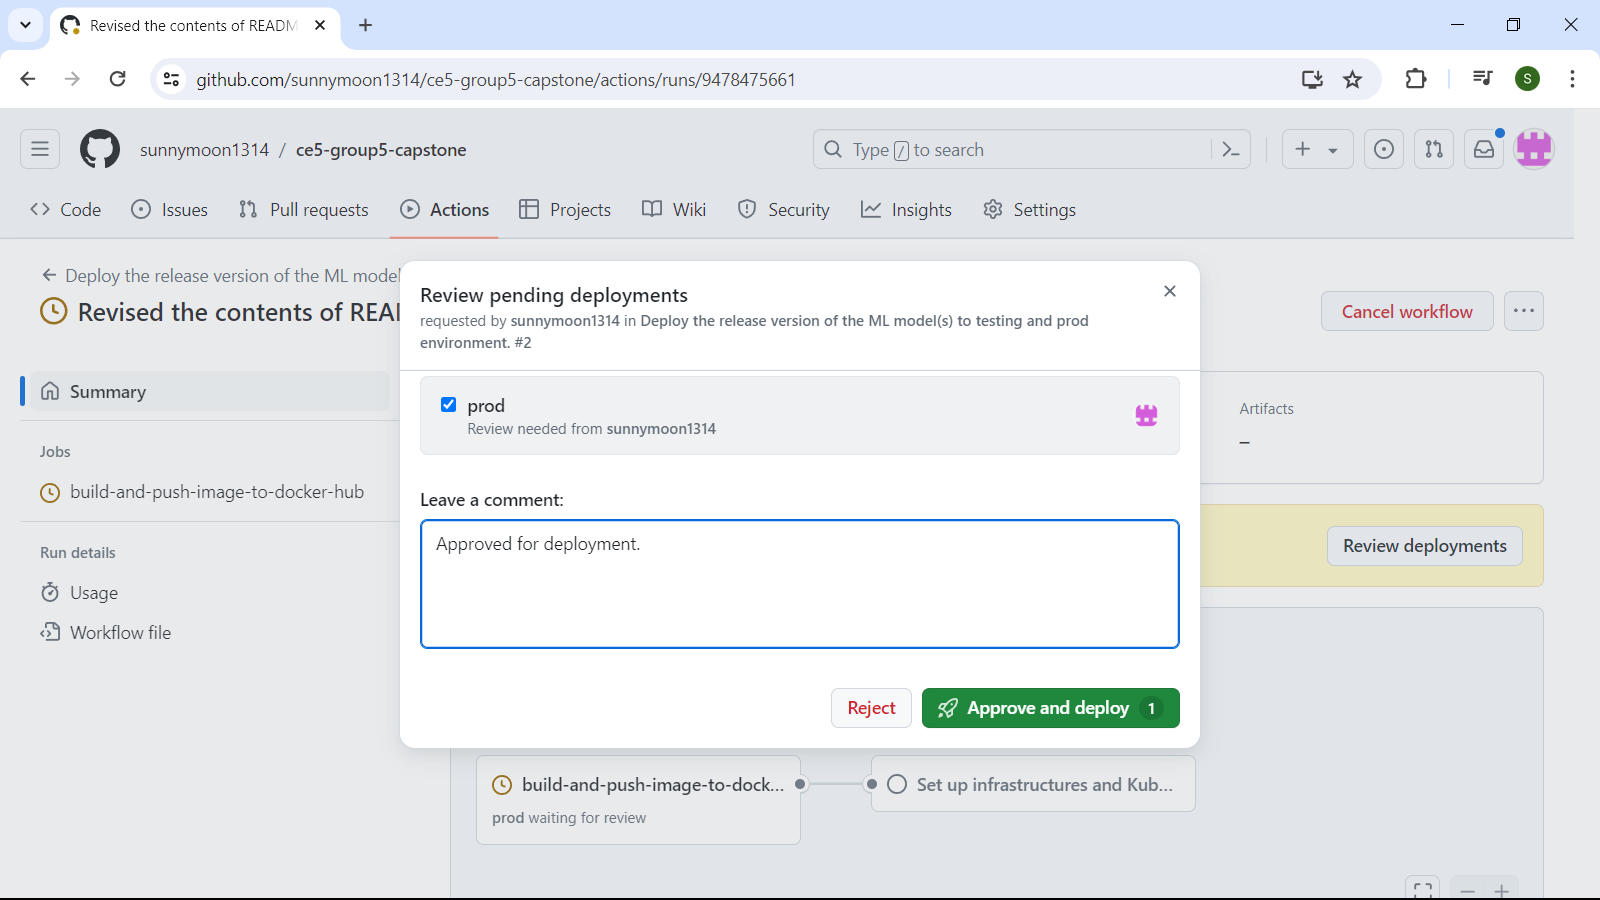 Revised the contents of READM
github.com/sunnymoon1314/ce5-group5-capstone/actions/runs/9478475661
S
sunnymoon1314 / ce5-group5-capstone
Type / to search
Code
Issues
Pull requests
Actions
Projects
Wiki
Security
Insights
Settings
Deploy the release version of the ML model
Revised the contents of REA
Cancel workflow
Summary
Jobs
build-and-push-image-to-docker-hub
Run details
Usage
Workflow file
Review pending deployments
requested by sunnymoon1314 in Deploy the release version of the ML model(s) to testing and prod
environment. #2
prod
Review needed from sunnymoon1314
Leave a comment:
Approved for deployment.
Reject
Approve and deploy 1
Artifacts
–
Review deployments
build-and-push-image-to-dock...
prod waiting for review
Set up infrastructures and Kub...